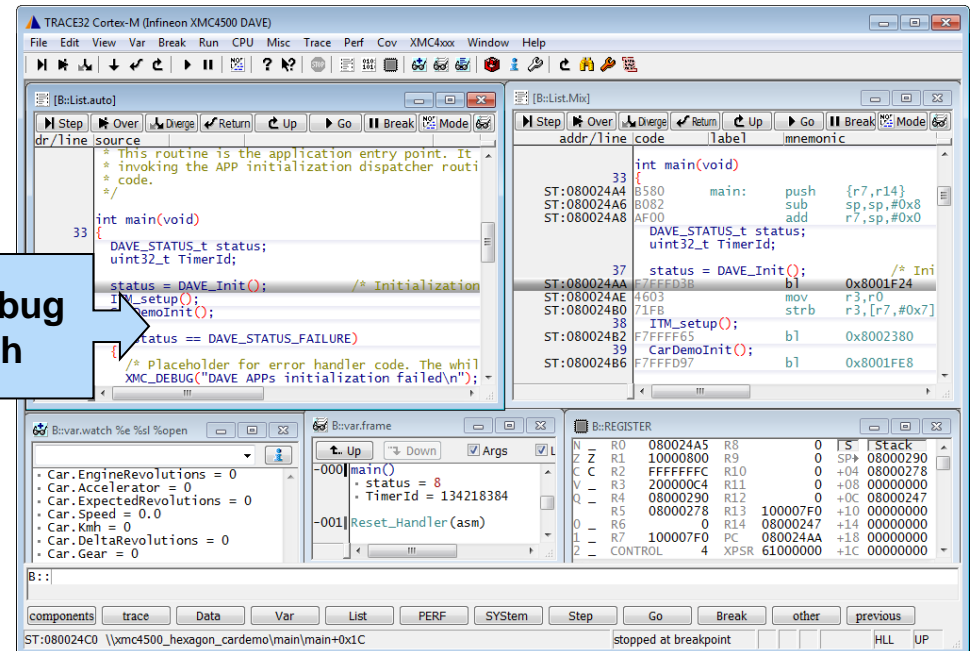 TRACE32 Cortex-M (Infineon XMC4500 DAVE)
File Edit View Var Break Run CPU Misc Trace Perf Cov XMC4xxx Window Help
[B::List.auto]
Step Over Diverge Return Up Go Break Mode
dr/line source
* This routine is the application entry point. It
* invoking the APP initialization dispatcher routi
* code.
*/
int main(void)
33 {
DAVE_STATUS_t status;
uint32_t TimerId;
status = DAVE_Init(); /* Initialization
ITM_setup();
DemoInit();
status == DAVE_STATUS_FAILURE)
{
/* Placeholder for error handler code. The whil
XMC_DEBUG("DAVE APPs initialization failed\n");
bug
h
[B::List.Mix]
Step Over Diverge Return Up Go Break Mode
addr/line code label mnemonic
int main(void)
33 {
ST:080024A4 B580 main: push {r7,r14}
ST:080024A6 B082 sub sp,sp,#0x8
ST:080024A8 AF00 add r7,sp,#0x0
DAVE_STATUS_t status;
uint32_t TimerId;
37 status = DAVE_Init(); /* Ini
ST:080024AA F7FFFD3B bl 0x8001F24
ST:080024AE 4603 mov r3,r0
ST:080024B0 71FB strb r3,[r7,#0x7]
38 ITM_setup();
ST:080024B2 F7FFFF65 bl 0x8002380
39 CarDemoInit();
ST:080024B6 F7FFFD97 bl 0x8001FE8
B::var.watch %e %sl %open
Car.EngineRevolutions = 0
Car.Accelerator = 0
Car.ExpectedRevolutions = 0
Car.Speed = 0.0
Car.Kmh = 0
Car.DeltaRevolutions = 0
Car.Gear = 0
B::var.frame
Up Down Args L
-000 main()
status = 8
TimerId = 134218384
-001 Reset_Handler(asm)
B::REGISTER
N _ R0 080024A5 R8 0 S Stack
Z Z R1 10000800 R9 0 SP 08000290
C C R2 FFFFFFFC R10 0 +04 08000278
V _ R3 200000C4 R11 0 +08 00000000
Q _ R4 08000290 R12 0 +0C 08000247
R5 08000278 R13 100007F0 +10 00000000
0 _ R6 0 R14 08000247 +14 00000000
1 _ R7 100007F0 PC 080024AA +18 00000000
2 _ CONTROL 4 XPSR 61000000 +1C 00000000
B::
components trace Data Var List PERF SYStem Step Go Break other previous
ST:080024C0 \\xmc4500_hexagon_cardemo\main\main+0x1C stopped at breakpoint HLL UP